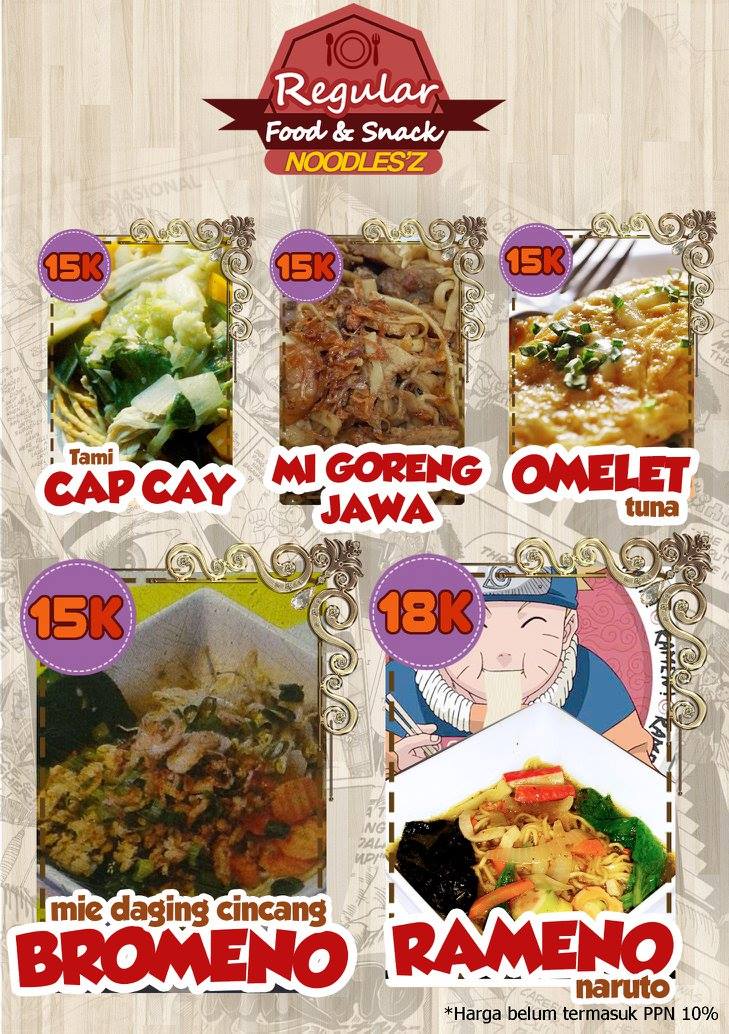 Regular
Food & Snack
NOODLES'Z
15K
15K
15K
Tami
CAP CAY
MI GORENG
JAWA
OMELET
tuna
15K
18K
mie daging cincang
BROMENO
RAMENO
naruto
*Harga belum termasuk PPN 10%